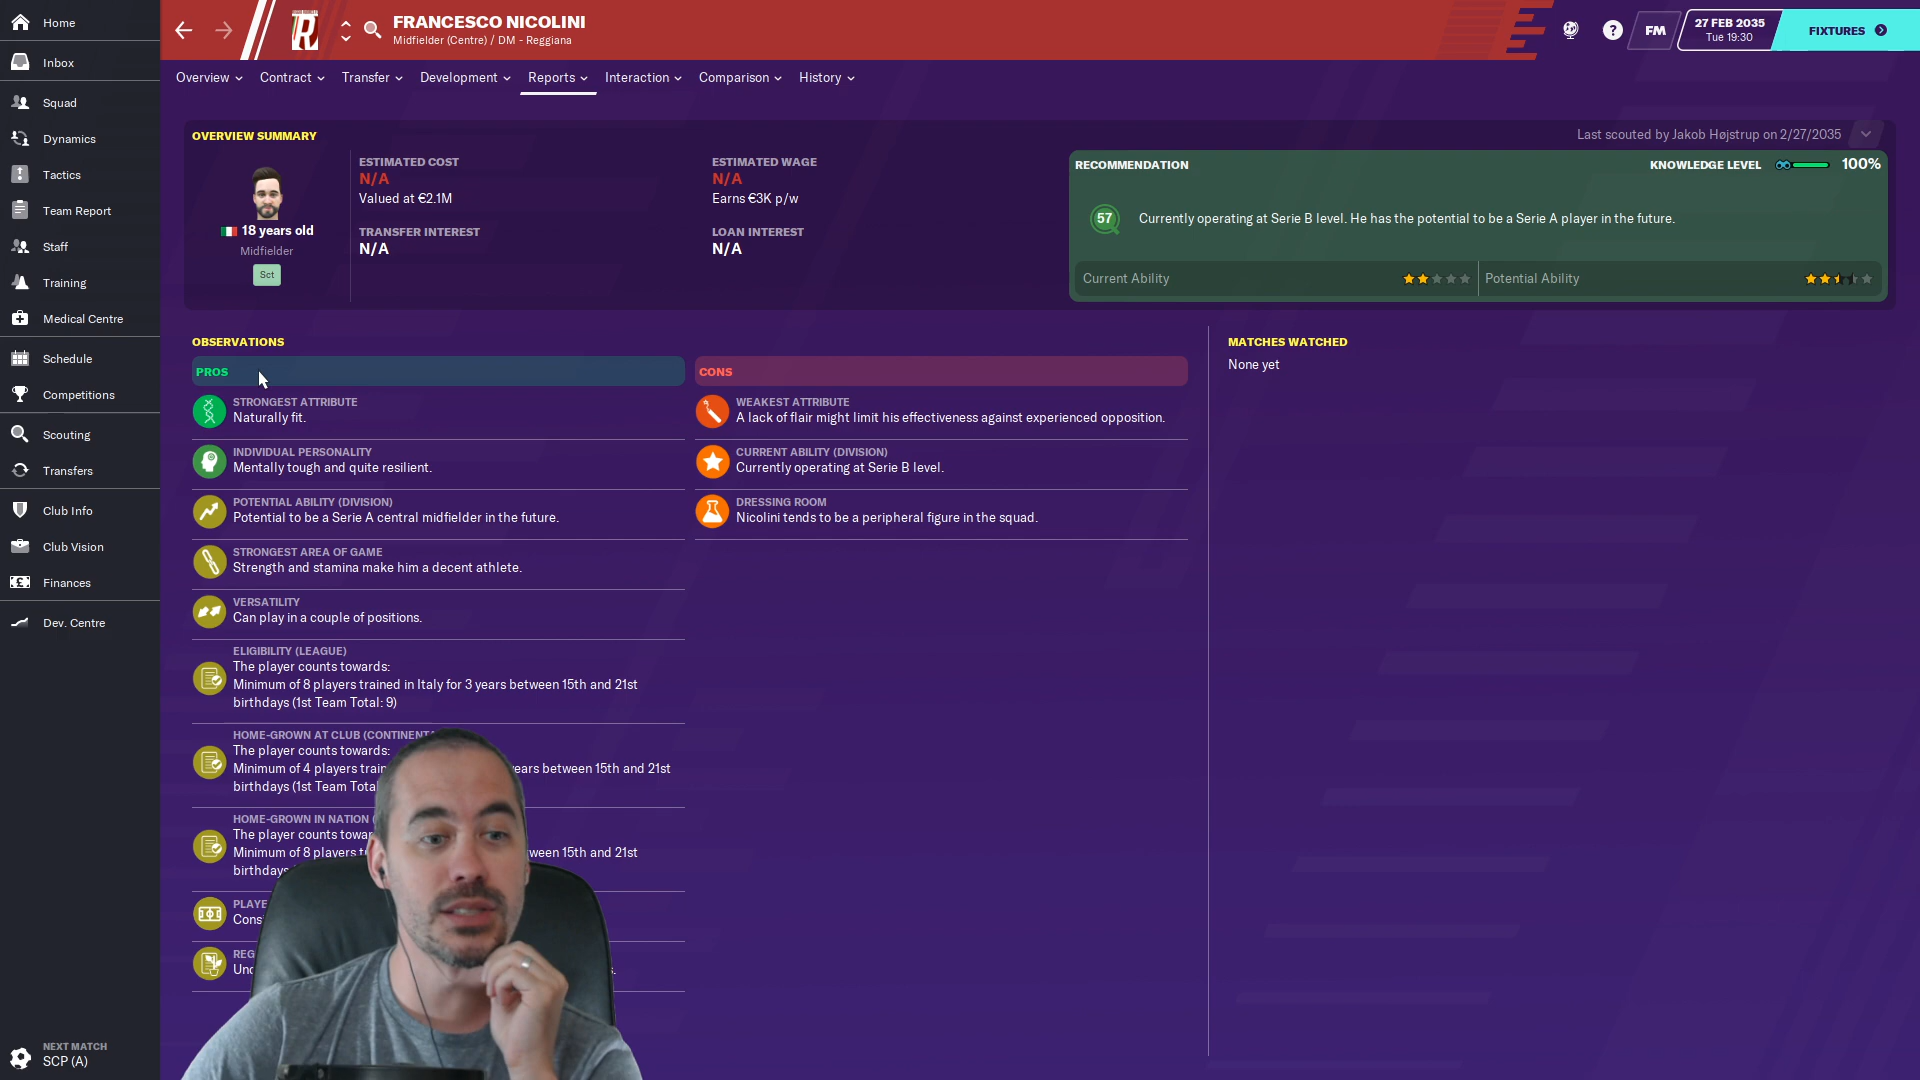 Home
Inbox
Squad
Dynamics
Tactics
Team Report
Staff
Training
Medical Centre
Schedule
Competitions
Scouting
Transfers
Club Info
Club Vision
Finances
Dev. Centre
NEXT MATCH
SCP (A)
FRANCESCO NICOLINI
Midfielder (Centre) / DM - Reggiana
R
?
FM
27 FEB 2035
Tue 19:30
FIXTURES
Overview
Contract
Transfer
Development
Reports
Interaction
Comparison
History
OVERVIEW SUMMARY
Last scouted by Jakob Højstrup on 2/27/2035
18 years old
Midfielder
Sct
ESTIMATED COST
N/A
Valued at €2.1M
TRANSFER INTEREST
N/A
ESTIMATED WAGE
N/A
Earns €3K p/w
LOAN INTEREST
N/A
RECOMMENDATION
KNOWLEDGE LEVEL
100%
57
Currently operating at Serie B level. He has the potential to be a Serie A player in the future.
Current Ability
Potential Ability
OBSERVATIONS
PROS
STRONGEST ATTRIBUTE
Naturally fit.
INDIVIDUAL PERSONALITY
Mentally tough and quite resilient.
POTENTIAL ABILITY (DIVISION)
Potential to be a Serie A central midfielder in the future.
STRONGEST AREA OF GAME
Strength and stamina make him a decent athlete.
VERSATILITY
Can play in a couple of positions.
ELIGIBILITY (LEAGUE)
The player counts towards:
Minimum of 8 players trained in Italy for 3 years between 15th and 21st
birthdays (1st Team Total: 9)
HOME-GROWN AT CLUB
The player counts towards:
Minimum of 4 players years between 15th and 21st
birthdays (1st Team
HOME-GROWN IN NATION
The player
Minimum of 8 players 15th and 21st
birthdays
CONS
WEAKEST ATTRIBUTE
A lack of flair might limit his effectiveness against experienced opposition.
CURRENT ABILITY (DIVISION)
Currently operating at Serie B level.
DRESSING ROOM
Nicolini tends to be a peripheral figure in the squad.
MATCHES WATCHED
None yet